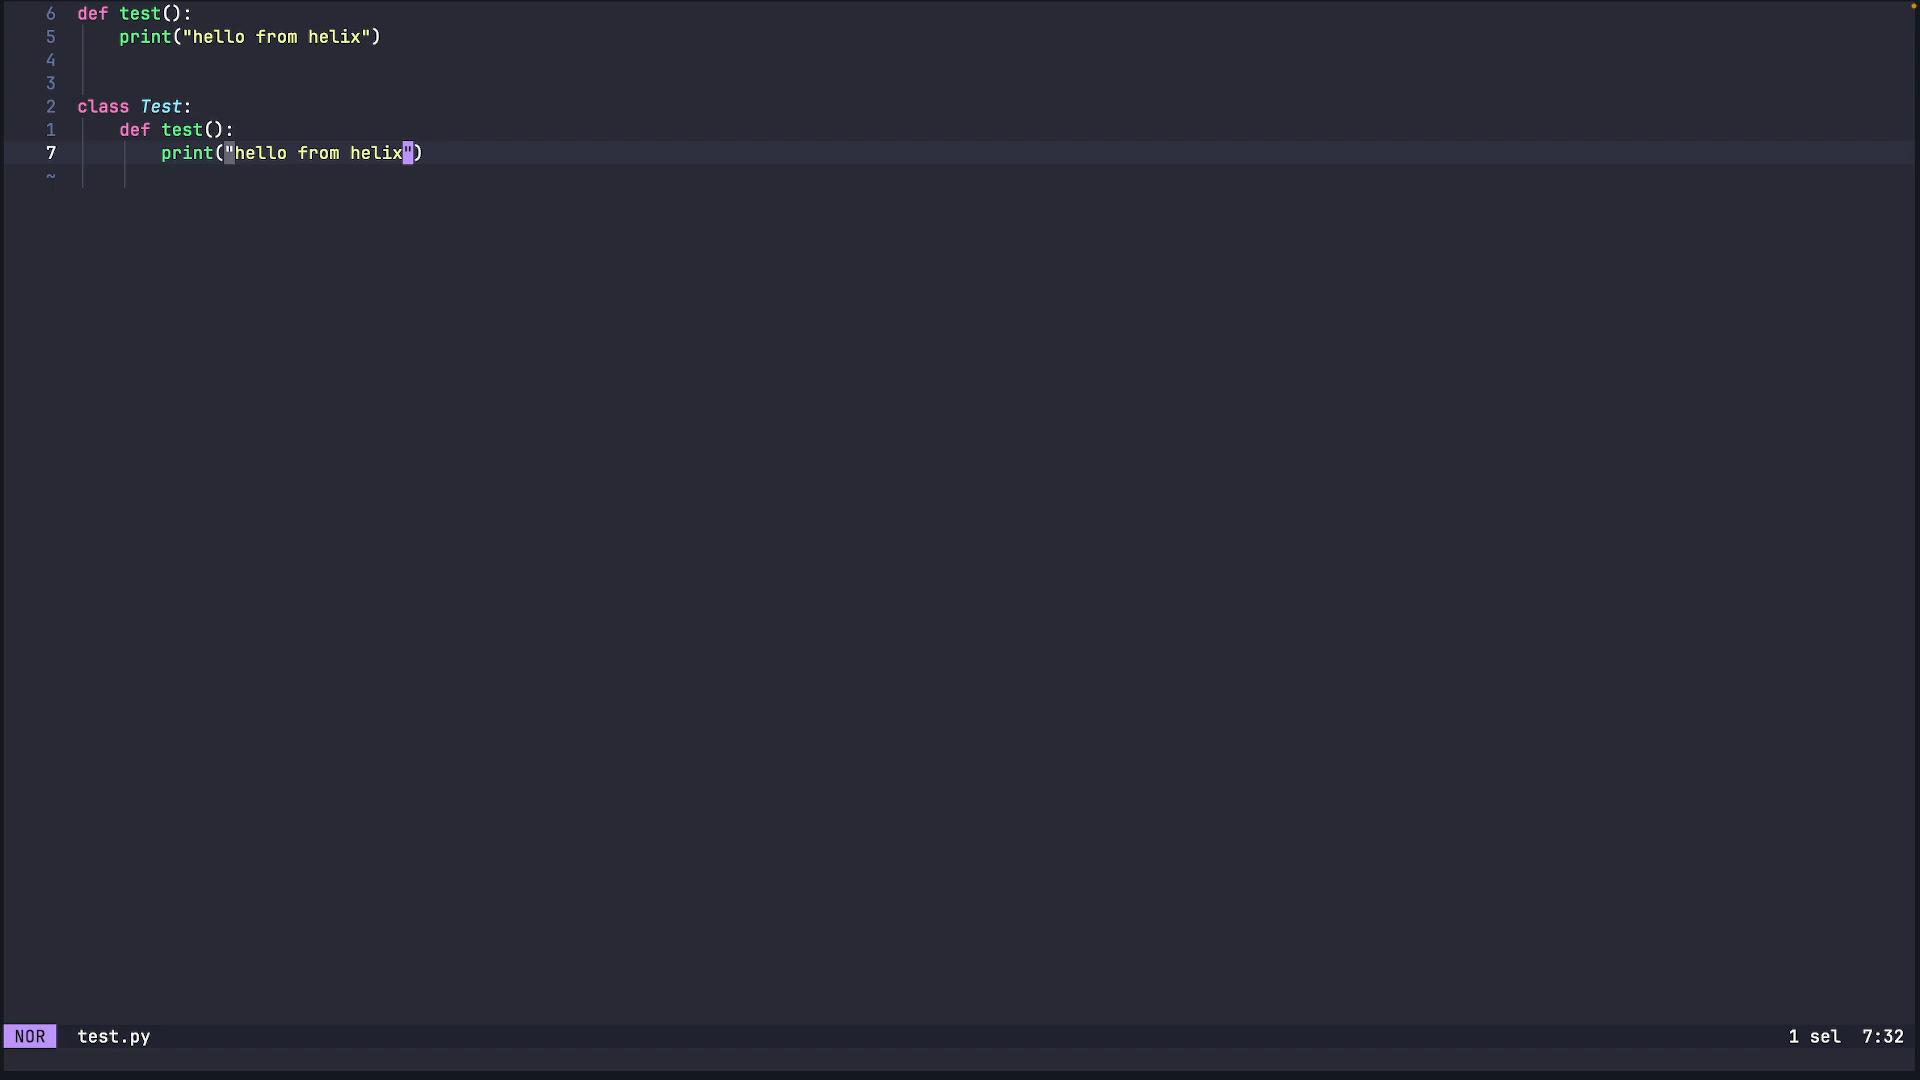 6 def test():
5     print("hello from helix")
4
3
2 class Test:
1     def test():
7         print("hello from helix")
~
NOR test.py 1 sel 7:32